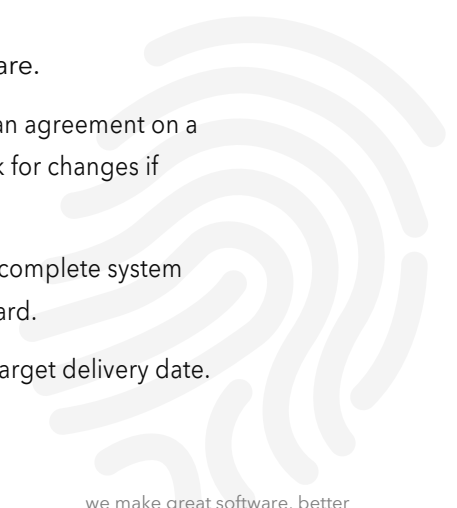 are.
an agreement on a
k for changes if
complete system
ard.
arget delivery date.
we make great software, better